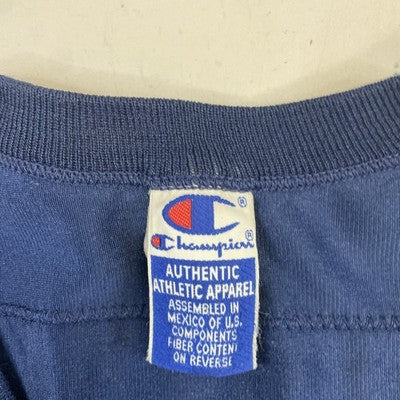 Champion®
AUTHENTIC
ATHLETIC APPAREL
ASSEMBLED IN
MEXICO OF U.S.
COMPONENTS
FIBER CONTENT
ON REVERSE